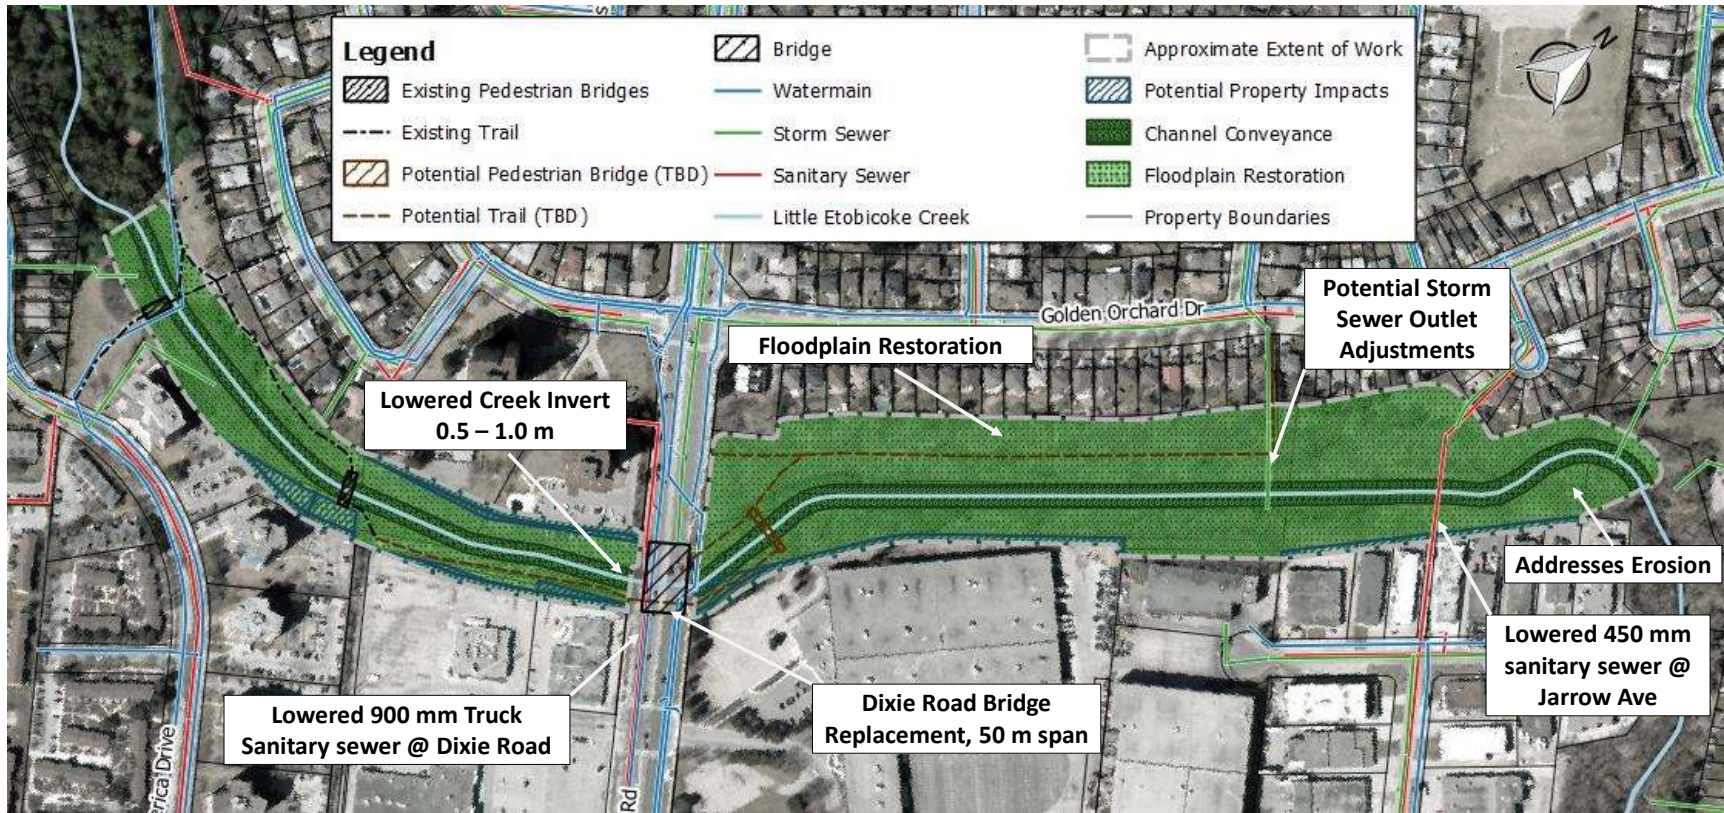 Legend
Existing Pedestrian Bridges
Existing Trail
Potential Pedestrian Bridge (TBD)
Potential Trail (TBD)
Bridge
Watermain
Storm Sewer
Sanitary Sewer
Little Etobicoke Creek
Approximate Extent of Work
Potential Property Impacts
Channel Conveyance
Floodplain Restoration
Property Boundaries
N
Golden Orchard Dr
Floodplain Restoration
Potential Storm
Sewer Outlet
Adjustments
Lowered Creek Invert
0.5 – 1.0 m
Addresses Erosion
Lowered 450 mm
sanitary sewer @
Jarrow Ave
Dixie Road Bridge
Replacement, 50 m span
Lowered 900 mm Truck
Sanitary sewer @ Dixie Road
erica Drive
Rd